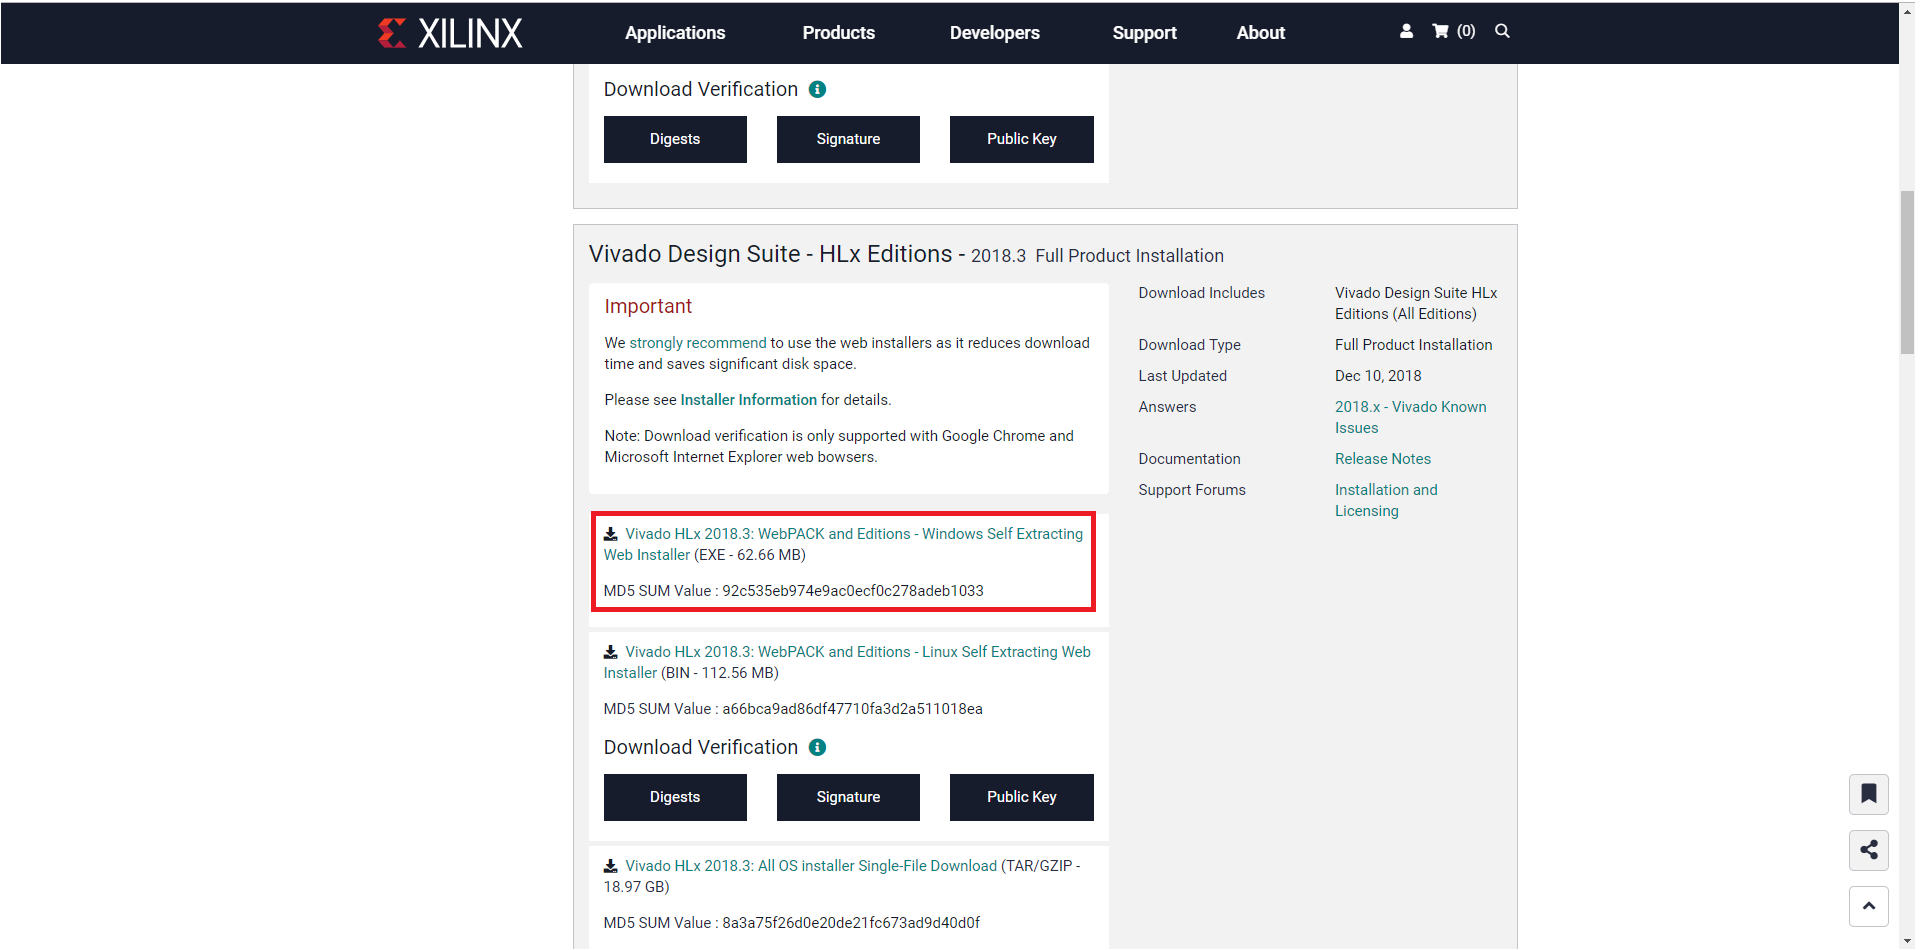 XILINX
Applications
Products
Developers
Support
About
(0)
Download Verification
Digests
Signature
Public Key
Vivado Design Suite - HLx Editions - 2018.3 Full Product Installation
Important
We strongly recommend to use the web installers as it reduces download
time and saves significant disk space.
Please see Installer Information for details.
Note: Download verification is only supported with Google Chrome and
Microsoft Internet Explorer web bowsers.
Vivado HLx 2018.3: WebPACK and Editions - Windows Self Extracting
Web Installer (EXE - 62.66 MB)
MD5 SUM Value : 92c535eb974e9ac0ecf0c278adeb1033
Vivado HLx 2018.3: WebPACK and Editions - Linux Self Extracting Web
Installer (BIN - 112.56 MB)
MD5 SUM Value : a66bca9ad86df47710fa3d2a511018ea
Download Verification
Digests
Signature
Public Key
Vivado HLx 2018.3: All OS installer Single-File Download (TAR/GZIP -
18.97 GB)
MD5 SUM Value : 8a3a75f26d0e20de21fc673ad9d40d0f
Download Includes
Vivado Design Suite HLx
Editions (All Editions)
Download Type
Full Product Installation
Last Updated
Dec 10, 2018
Answers
2018.x - Vivado Known
Issues
Documentation
Release Notes
Support Forums
Installation and
Licensing